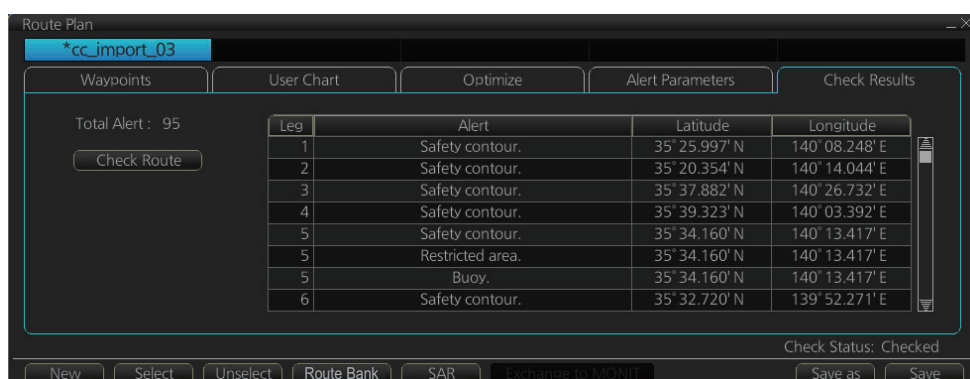 Route Plan
*cc_import_03
Waypoints User Chart Optimize Alert Parameters Check Results
Total Alert : 95
Check Route
Leg Alert Latitude Longitude
1 Safety contour. 35°25.997' N 140°08.248' E
2 Safety contour. 35°20.354' N 140°14.044' E
3 Safety contour. 35°37.882' N 140°26.732' E
4 Safety contour. 35°39.323' N 140°03.392' E
5 Safety contour. 35°34.160' N 140°13.417' E
5 Restricted area. 35°34.160' N 140°13.417' E
5 Buoy. 35°34.160' N 140°13.417' E
6 Safety contour. 35°32.720' N 139°52.271' E
Check Status: Checked
New Select Unselect Route Bank SAR Exchange to MONIT Save as Save